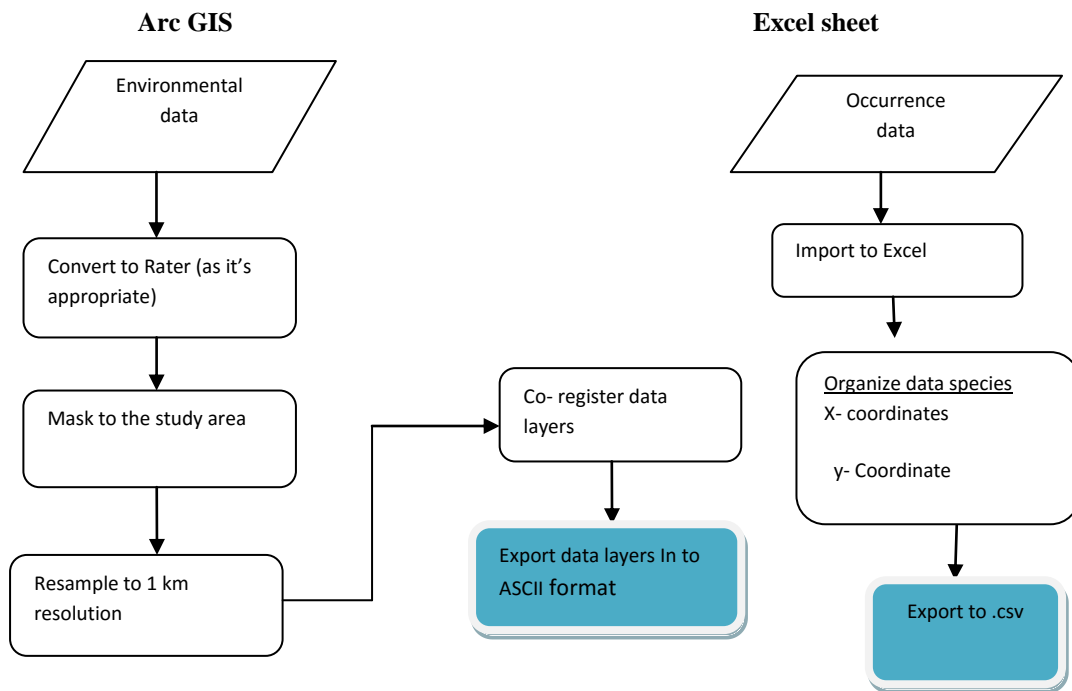 Arc GIS
Environmental
data
Convert to Rater (as it's
appropriate)
Mask to the study area
Resample to 1 km
resolution
Co- register data
layers
Export data layers In to
ASCII format
Excel sheet
Occurrence
data
Import to Excel
Organize data species
X- coordinates
y- Coordinate
Export to .csv